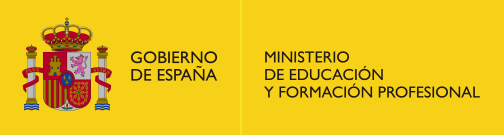 GOBIERNO
DE ESPAÑA
MINISTERIO
DE EDUCACIÓN
Y FORMACIÓN PROFESIONAL